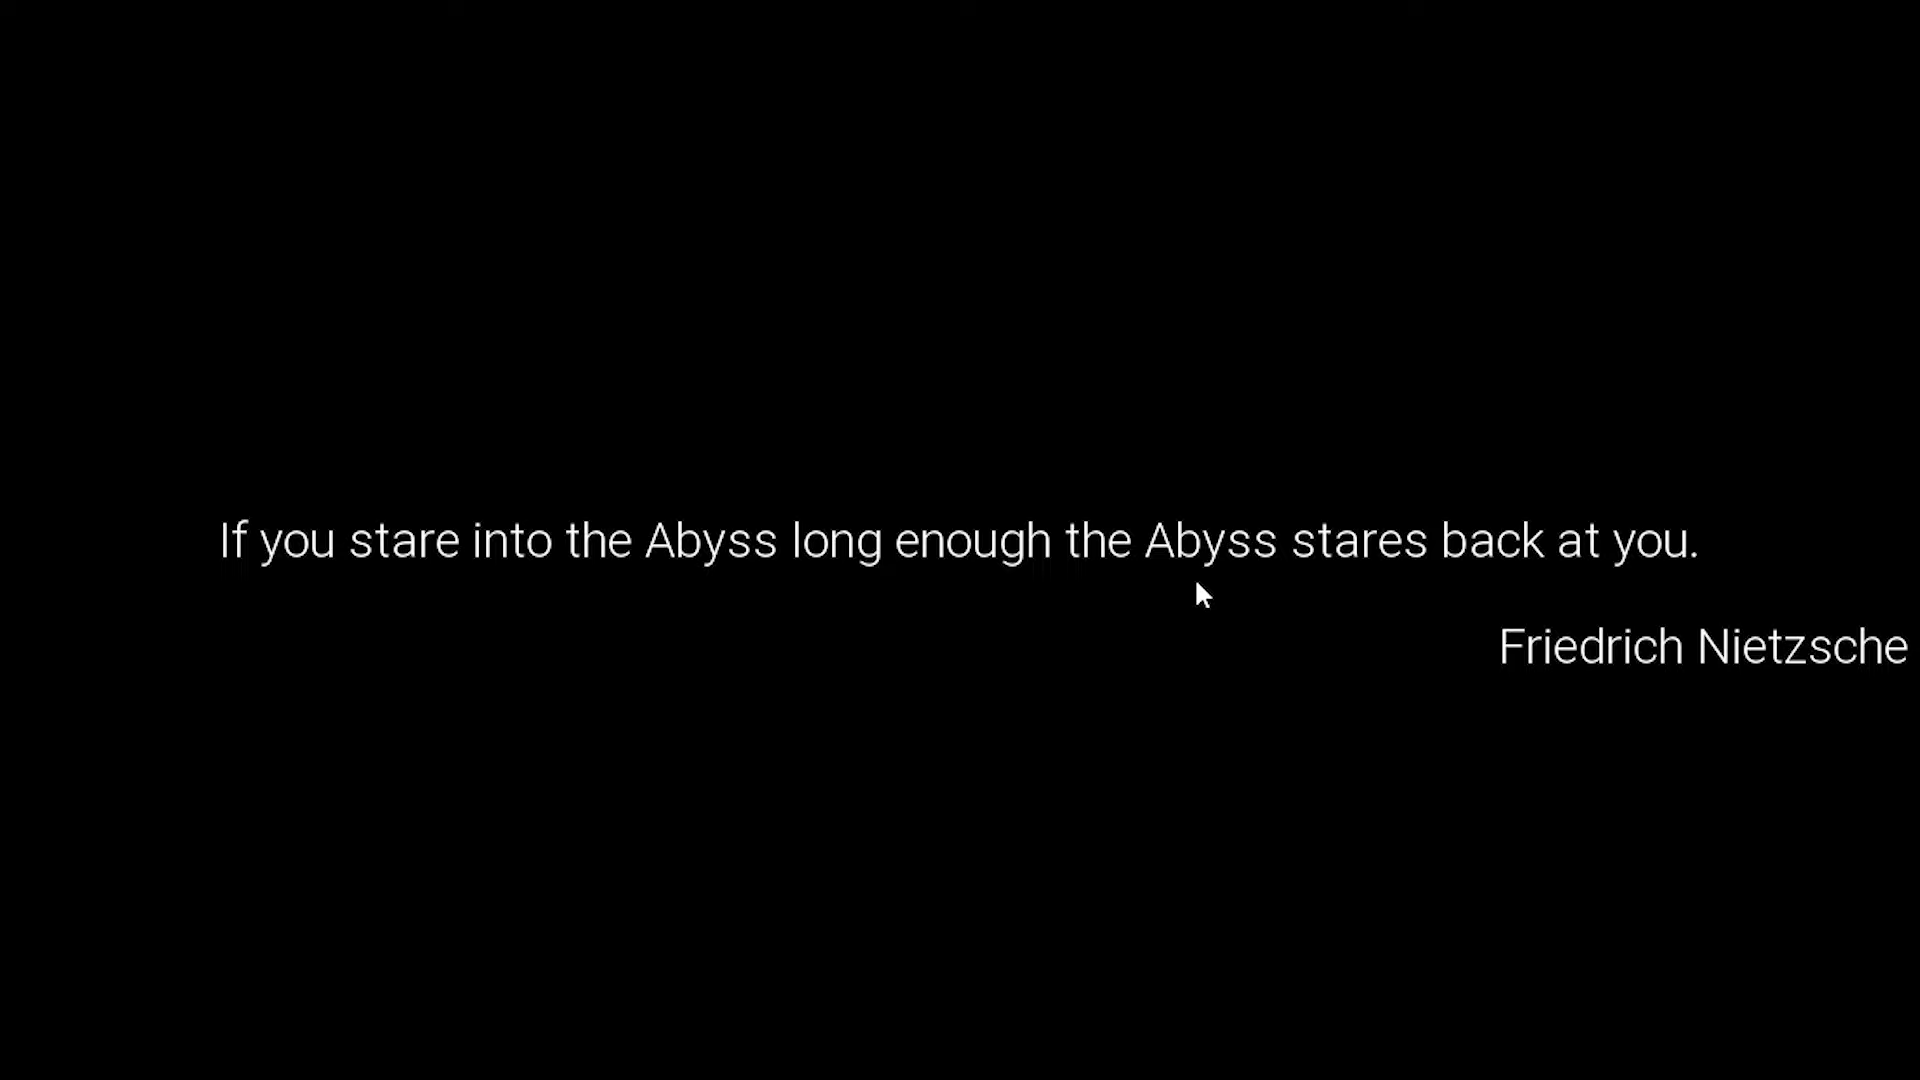 If you stare into the Abyss long enough the Abyss stares back at you.
Friedrich Nietzsche